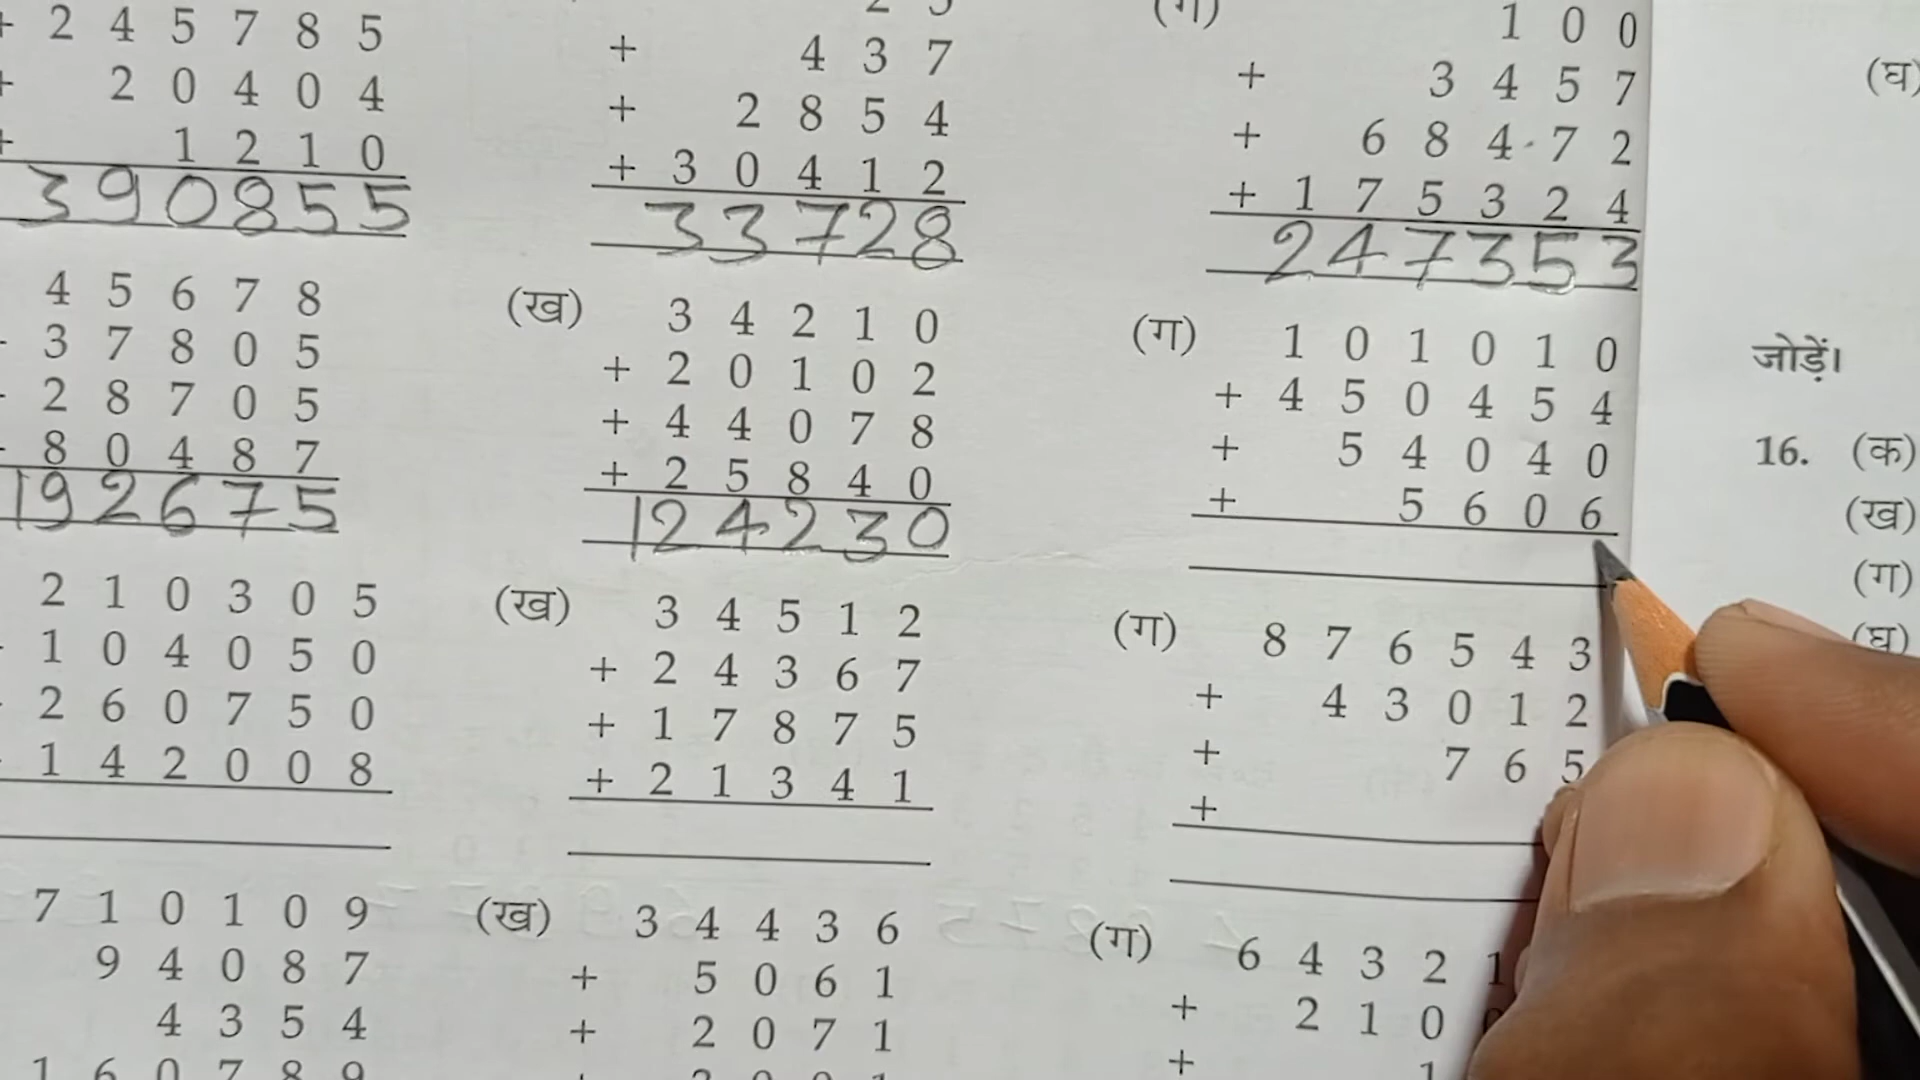 2 4 5 7 8 5
2 0 4 0 4
1 2 1 0
390855
+ 4 3 7
+ 2 8 5 4
+ 3 0 4 1 2
33728
(ग) 1 0 0
+ 3 4 5 7
+ 6 8 4 7 2
+ 1 7 5 3 2 4
247353
(घ)
4 5 6 7 8
3 7 8 0 5
2 8 7 0 5
8 0 4 8 7
192675
(ख) 3 4 2 1 0
+ 2 0 1 0 2
+ 4 4 0 7 8
+ 2 5 8 4 0
124230
(ग) 1 0 1 0 1 0
+ 4 5 0 4 5 4
+ 5 4 0 4 0
+ 5 6 0 6
जोड़ें।
16. (क)
(ख)
(ग)
(घ)
2 1 0 3 0 5
1 0 4 0 5 0
2 6 0 7 5 0
1 4 2 0 0 8
(ख) 3 4 5 1 2
+ 2 4 3 6 7
+ 1 7 8 7 5
+ 2 1 3 4 1
(ग) 8 7 6 5 4 3
+ 4 3 0 1 2
+ 7 6 5
+
7 1 0 1 0 9
9 4 0 8 7
4 3 5 4
1 6 0 7 8 9
(ख) 3 4 4 3 6
+ 5 0 6 1
+ 2 0 7 1
(ग) 6 4 3 2 1
+ 2 1 0
+ 1